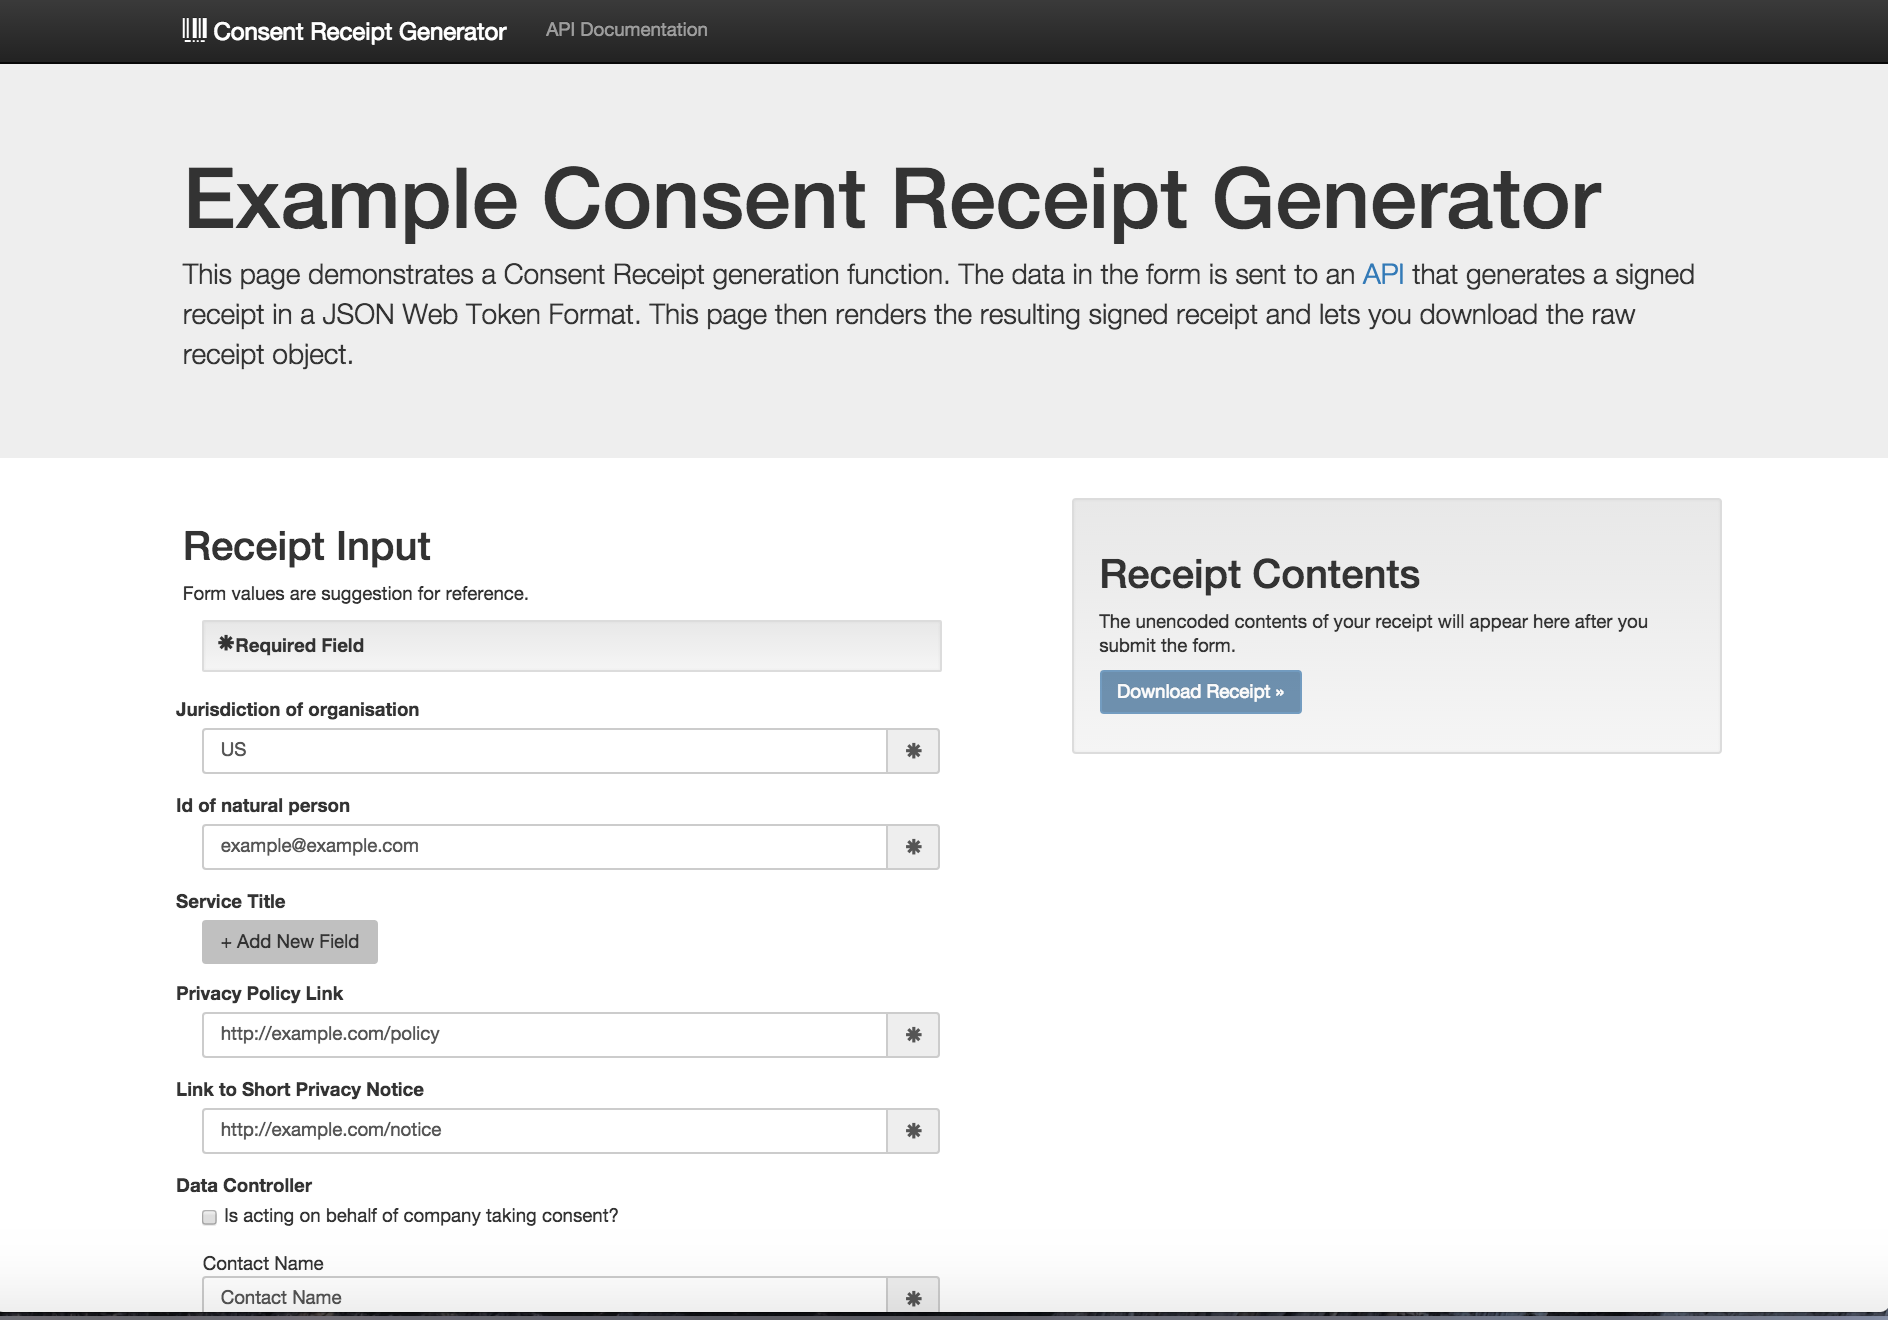 Consent Receipt Generator
API Documentation
Example Consent Receipt Generator
This page demonstrates a Consent Receipt generation function. The data in the form is sent to an API that generates a signed
receipt in a JSON Web Token Format. This page then renders the resulting signed receipt and lets you download the raw
receipt object.
Receipt Input
Form values are suggestion for reference.
✱Required Field
Jurisdiction of organisation
US ✱
Id of natural person
example@example.com ✱
Service Title
+ Add New Field
Privacy Policy Link
http://example.com/policy ✱
Link to Short Privacy Notice
http://example.com/notice ✱
Data Controller
Is acting on behalf of company taking consent?
Contact Name
Contact Name ✱
Receipt Contents
The unencoded contents of your receipt will appear here after you
submit the form.
Download Receipt »